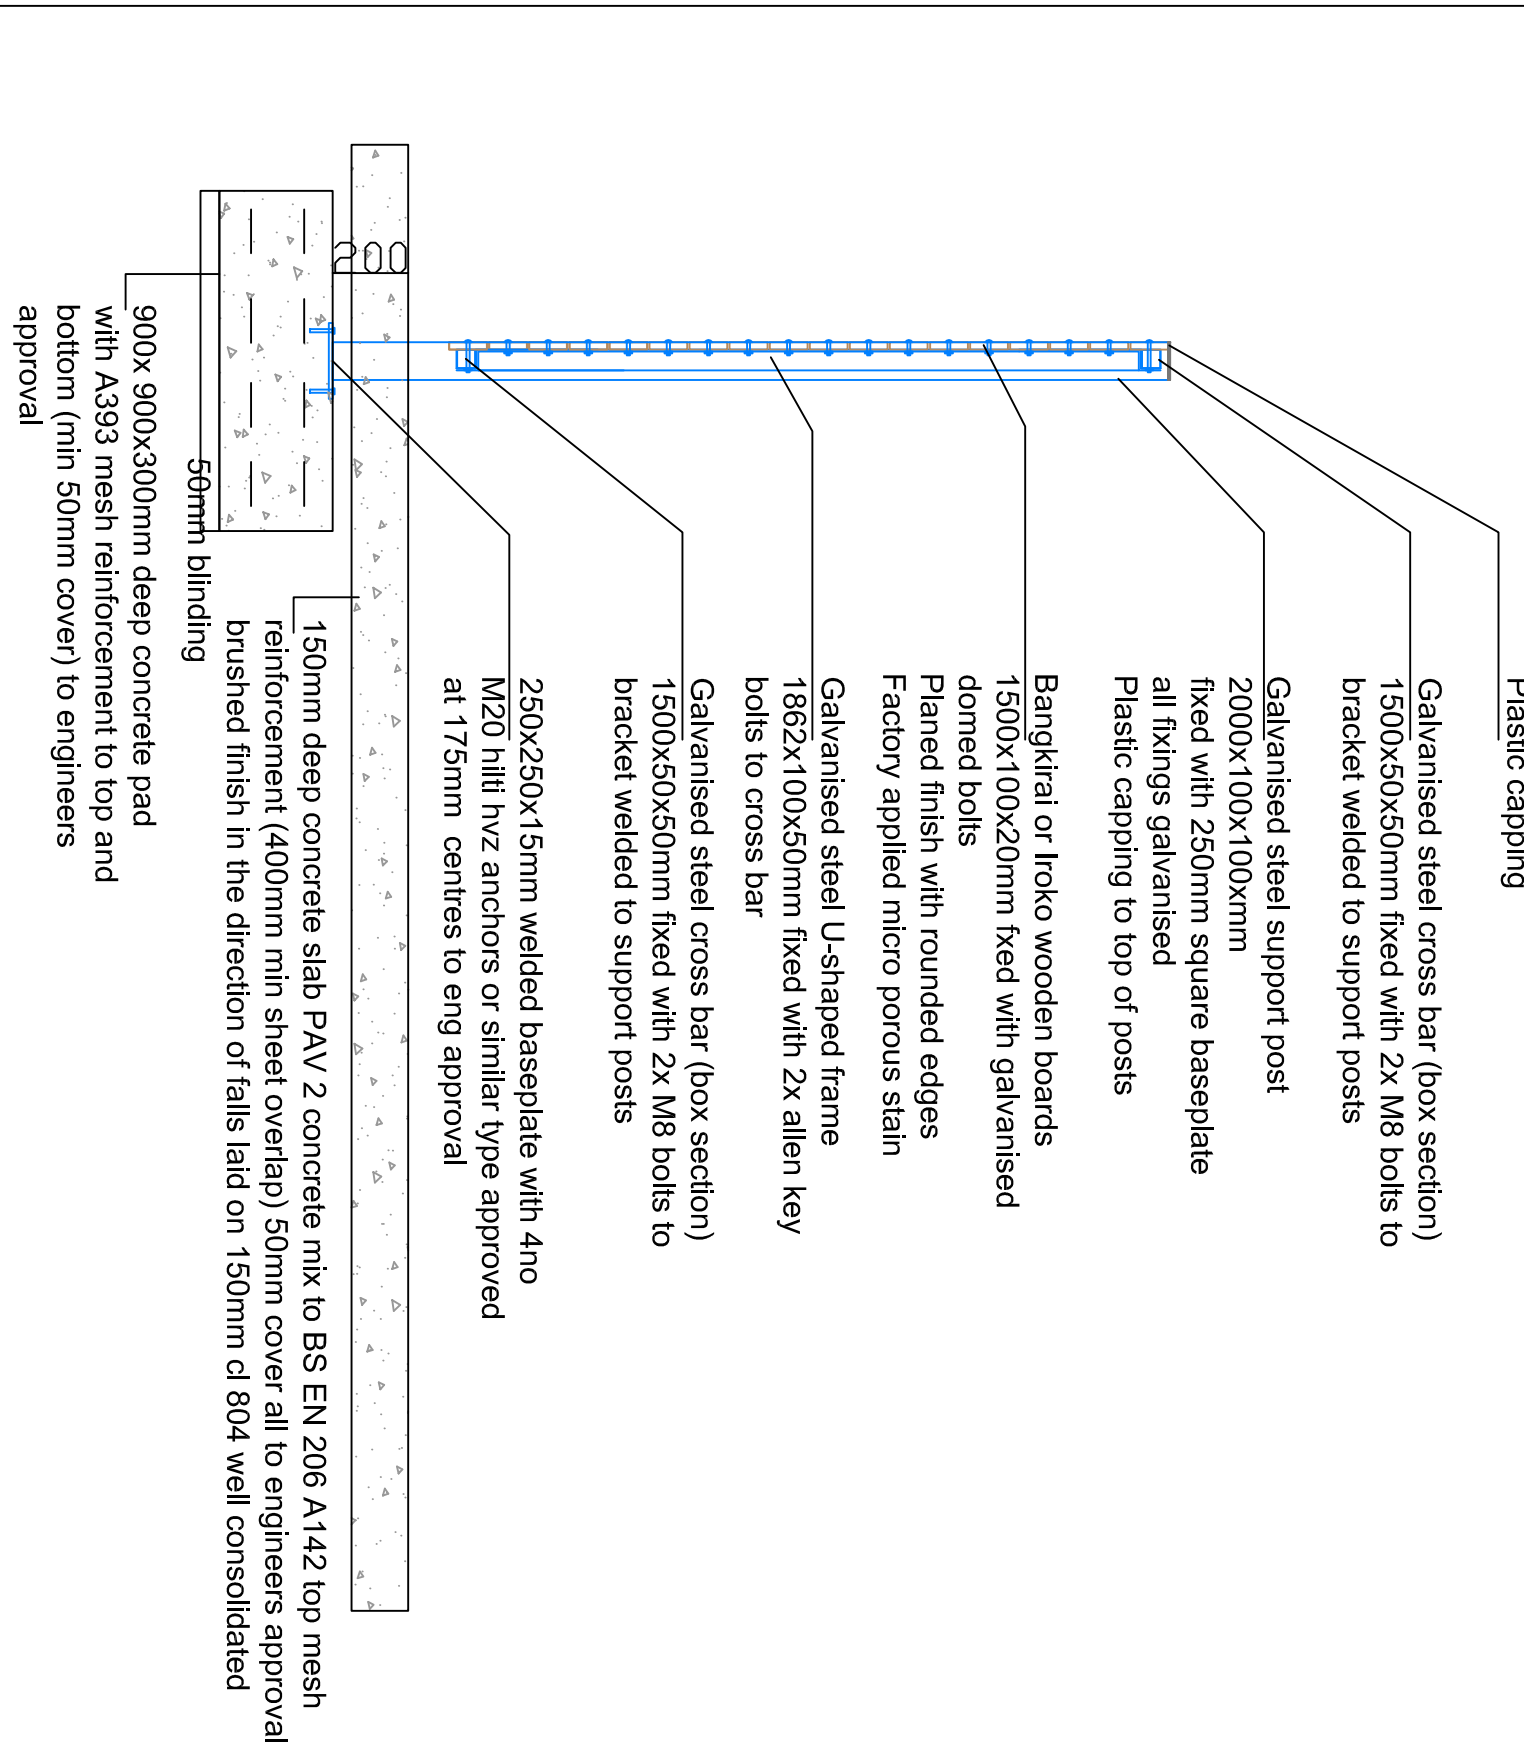 Plastic capping
Galvanised steel cross bar (box section)
1500x50x50mm fixed with 2x M8 bolts to
bracket welded to support posts
Galvanised steel support post
2000x100x100xmm
fixed with 250mm square baseplate
all fixings galvanised
Plastic capping to top of posts
Bangkirai or Iroko wooden boards
1500x100x20mm fxed with galvanised
domed bolts
Planed finish with rounded edges
Factory applied micro porous stain
Galvanised steel U-shaped frame
1862x100x50mm fixed with 2x allen key
bolts to cross bar
Galvanised steel cross bar (box section)
1500x50x50mm fixed with 2x M8 bolts to
bracket welded to support posts
250x250x15mm welded baseplate with 4no
M20 hilti hvz anchors or similar type approved
at 175mm  centres to eng approval
200
150mm deep concrete slab PAV 2 concrete mix to BS EN 206 A142 top mesh
reinforcement (400mm min sheet overlap) 50mm cover all to engineers approval
brushed finish in the direction of falls laid on 150mm cl 804 well consolidated
50mm blinding
900x 900x300mm deep concrete pad
with A393 mesh reinforcement to top and
bottom (min 50mm cover) to engineers
approval